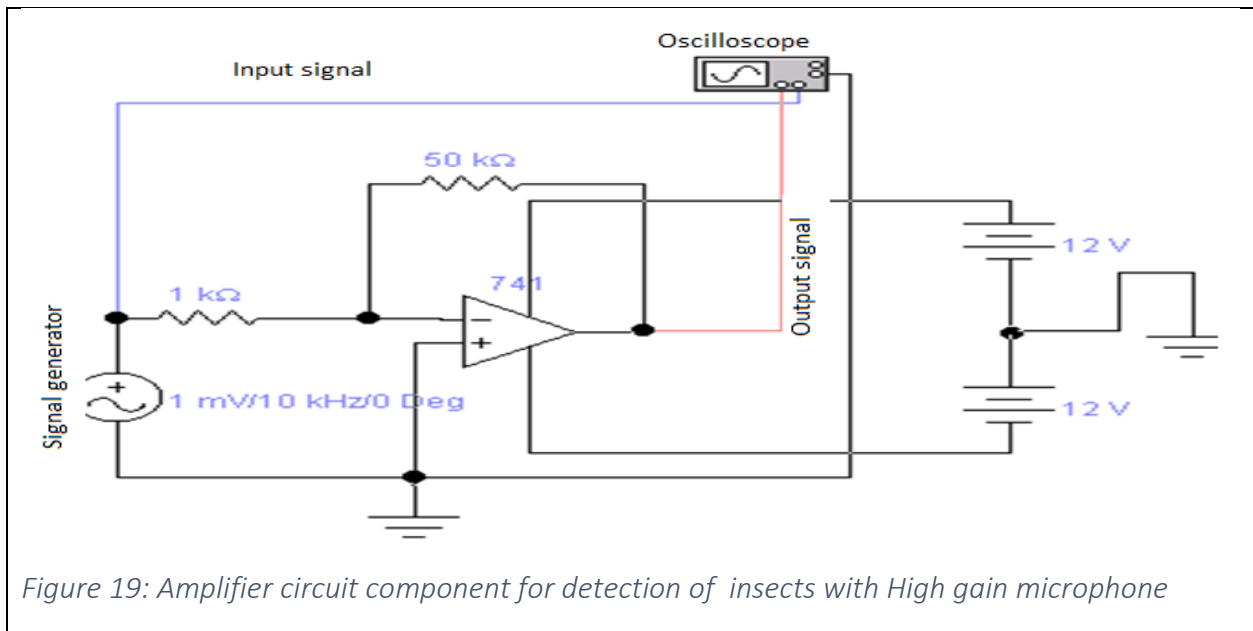 Oscilloscope
Input signal
50 kΩ
12 V
Output signal
741
1 kΩ
Signal generator
1 mV/10 kHz/0 Deg
12 V
Figure 19: Amplifier circuit component for detection of insects with High gain microphone